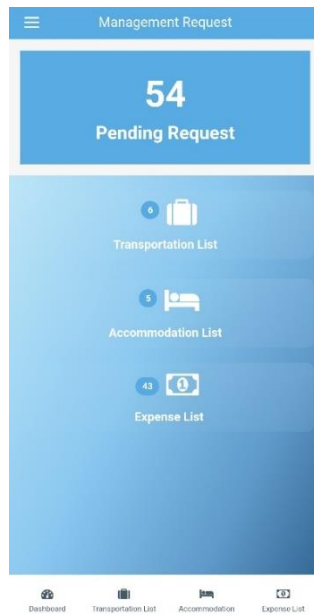 Management Request
54
Pending Request
6
Transportation List
5
Accommodation List
43
1
Expense List
Dashboard Transportation List Accommodation Expense List